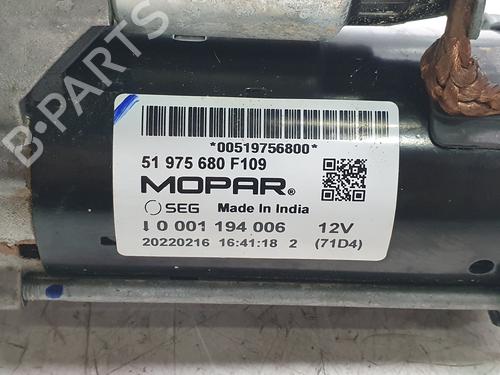 *00519756800*
51 975 680 F109
MOPAR®
SEG Made In India
0 001 194 006 12V
20220216 16:41:18 2 (71D4)
B-PARTS